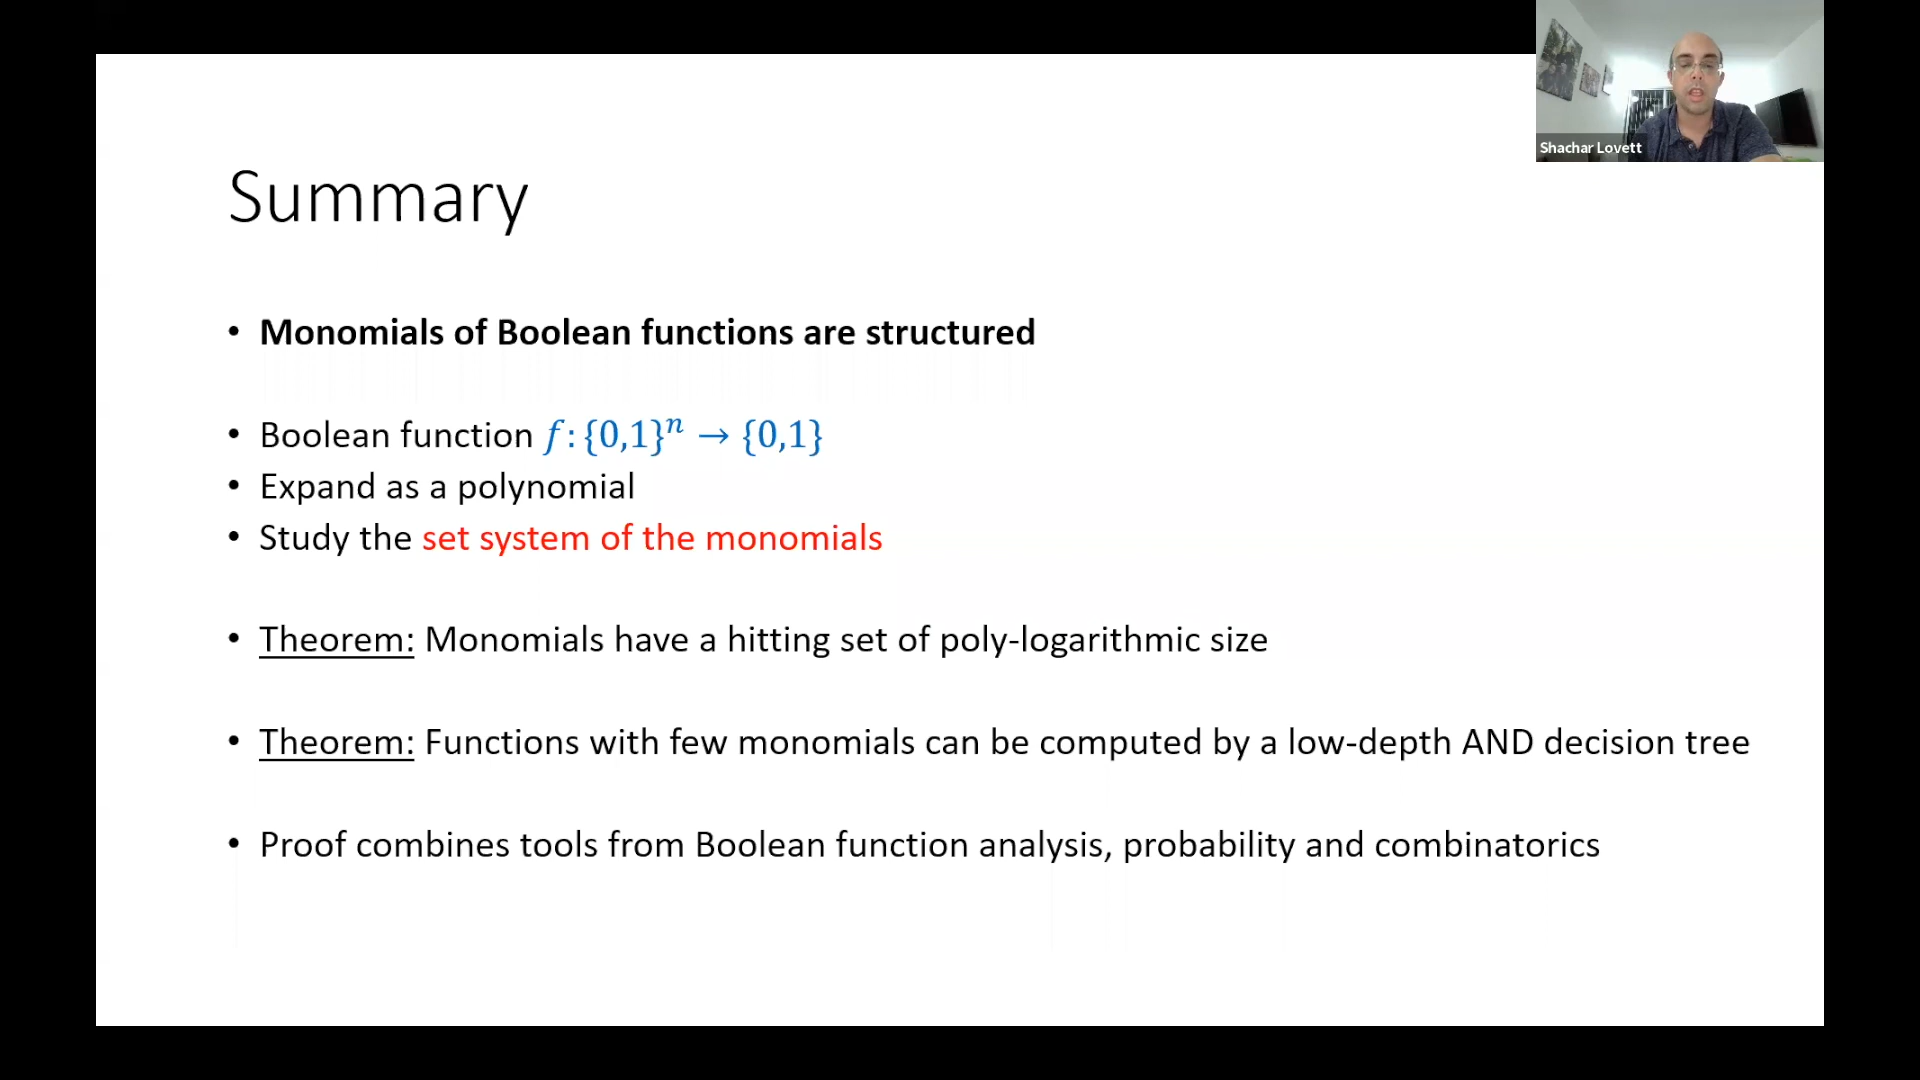 Shachar Lovett
Summary
• Monomials of Boolean functions are structured
• Boolean function f: {0,1}ⁿ → {0,1}
• Expand as a polynomial
• Study the set system of the monomials
• Theorem: Monomials have a hitting set of poly-logarithmic size
• Theorem: Functions with few monomials can be computed by a low-depth AND decision tree
• Proof combines tools from Boolean function analysis, probability and combinatorics